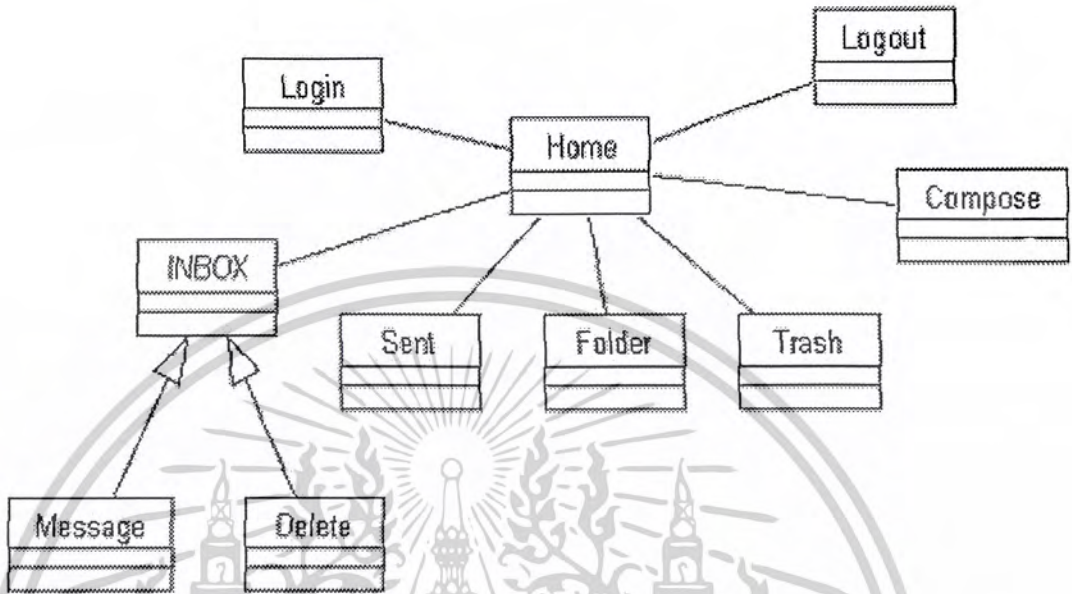 Logout
Login
Home
Compose
INBOX
Sent
Folder
Trash
Message
Delete